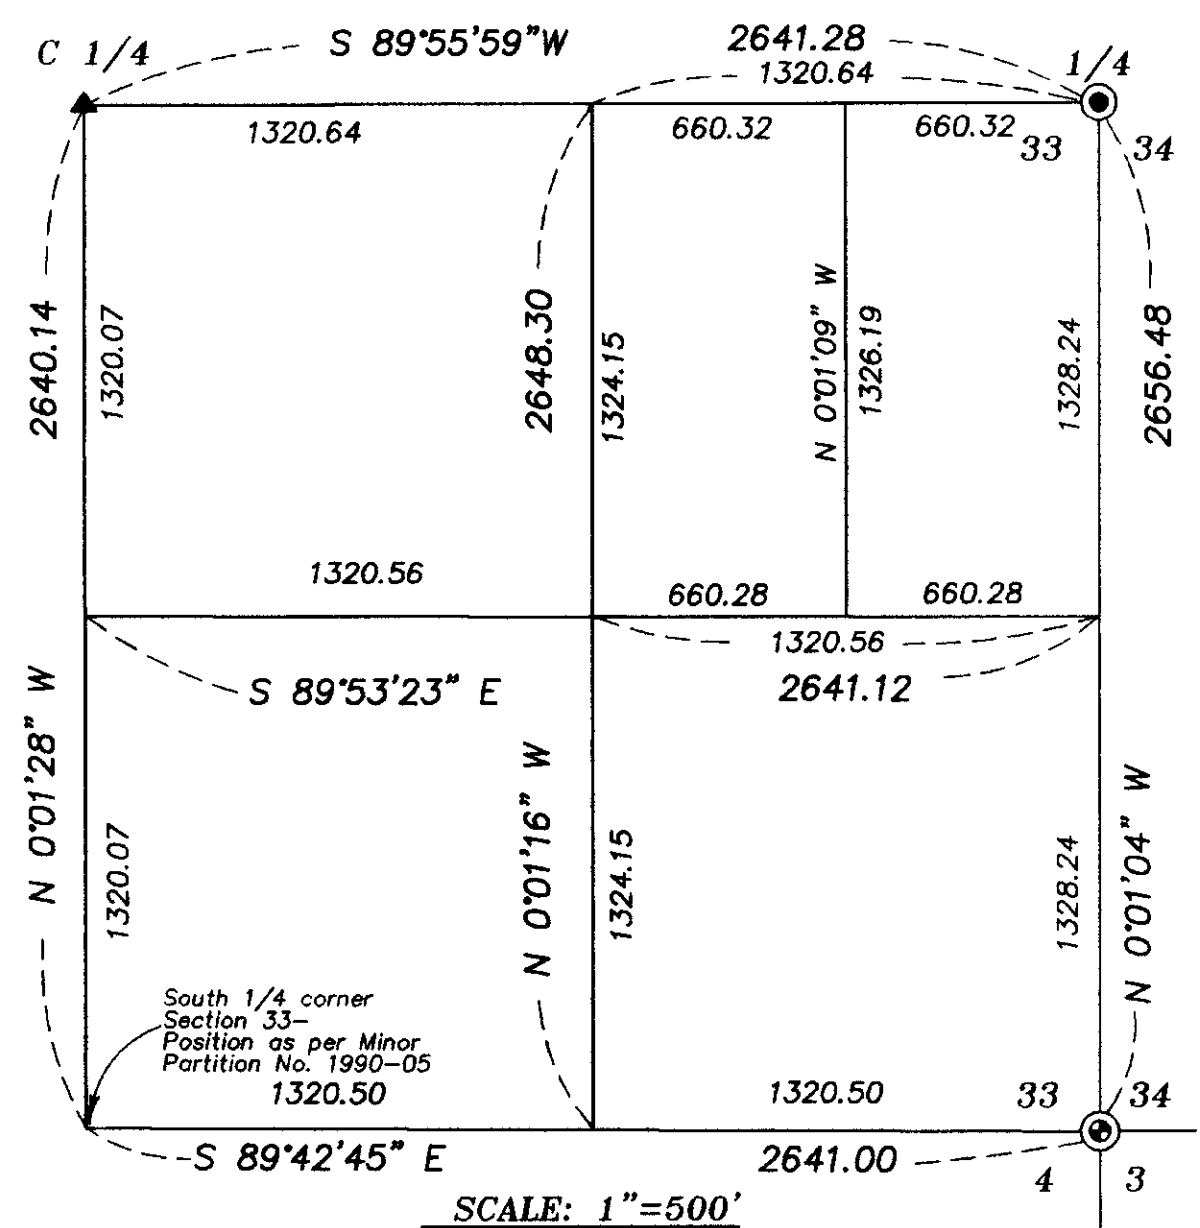 C 1/4
S 89°55'59"W
2641.28
1/4
1320.64
1320.64
660.32
660.32
33
34
2640.14
1320.07
2648.30
1324.15
N 0°01'09" W
1326.19
1328.24
2656.48
1320.56
660.28
660.28
1320.56
S 89°53'23" E
2641.12
N 0°01'28" W
1320.07
N 0°01'16" W
1324.15
1328.24
N 0°01'04" W
South 1/4 corner
Section 33-
Position as per Minor
Partition No. 1990-05
1320.50
1320.50
33
34
S 89°42'45" E
2641.00
4
3
SCALE: 1"=500'